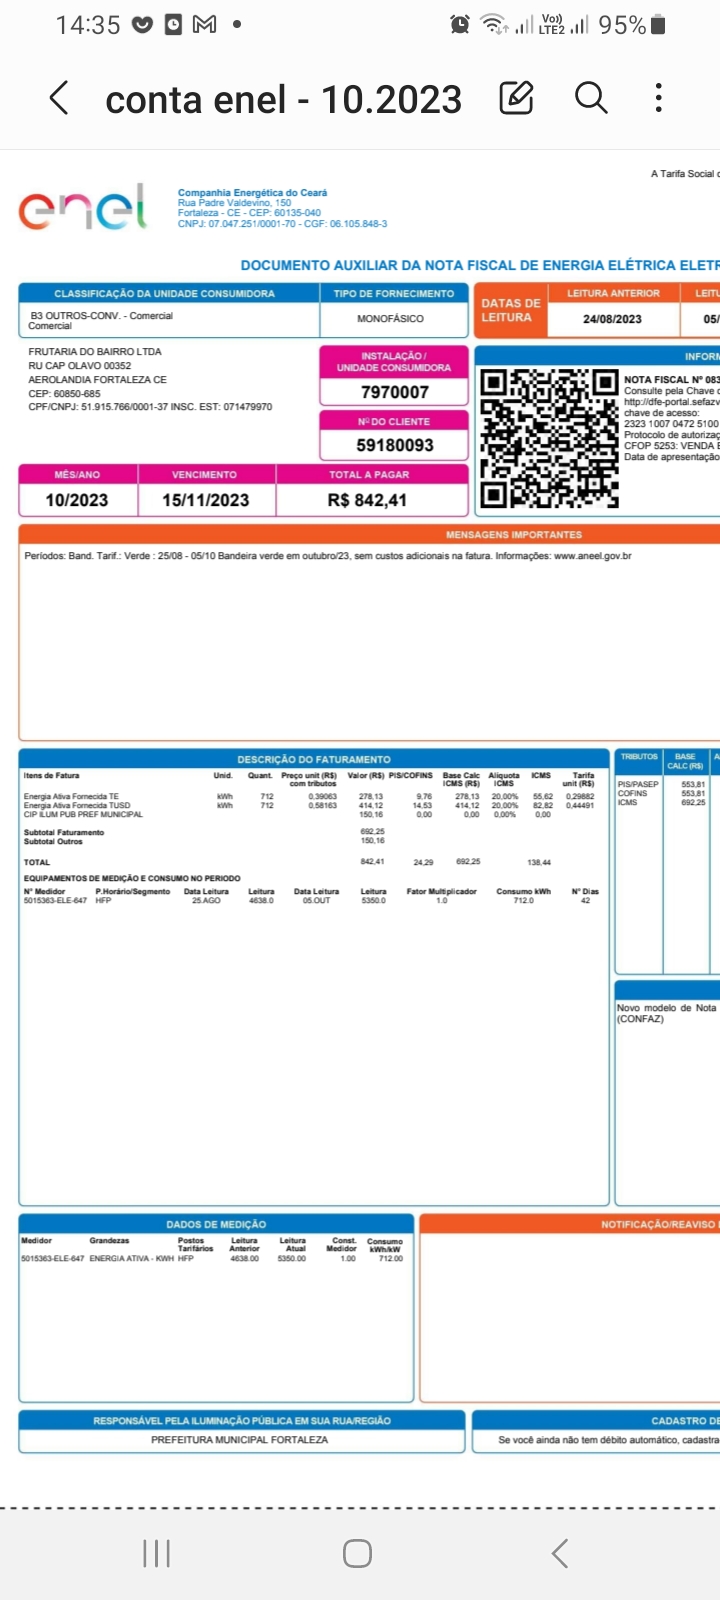 14:35
Vo))
LTE2
95%
conta enel - 10.2023
A Tarifa Social
enel
Companhia Energética do Ceará
Rua Padre Valdevino, 150
Fortaleza - CE - CEP: 60135-040
CNPJ: 07.047.251/0001-70 - CGF: 06.105.848-3
DOCUMENTO AUXILIAR DA NOTA FISCAL DE ENERGIA ELÉTRICA ELETR
CLASSIFICAÇÃO DA UNIDADE CONSUMIDORA
TIPO DE FORNECIMENTO
B3 OUTROS-CONV. - Comercial
Comercial
MONOFÁSICO
DATAS DE LEITURA
LEITURA ANTERIOR
LEITU
24/08/2023
05/
FRUTARIA DO BAIRRO LTDA
RU CAP OLAVO 00352
AEROLANDIA FORTALEZA CE
CEP: 60850-685
CPF/CNPJ: 51.915.766/0001-37 INSC. EST: 071479970
INSTALAÇÃO /
UNIDADE CONSUMIDORA
7970007
Nº DO CLIENTE
59180093
INFORM
NOTA FISCAL Nº 083
Consulte pela Chave
http://dfe-portal.sefazv
chave de acesso:
2323 1007 0472 5100
Protocolo de autorizaç
CFOP 5253: VENDA E
Data de apresentação
MÊS/ANO
VENCIMENTO
TOTAL A PAGAR
10/2023
15/11/2023
R$ 842,41
MENSAGENS IMPORTANTES
Períodos: Band. Tarif.: Verde : 25/08 - 05/10 Bandeira verde em outubro/23, sem custos adicionais na fatura. Informações: www.aneel.gov.br
DESCRIÇÃO DO FATURAMENTO
Itens de Fatura Unid. Quant. Preço unit (R$) com tributos Valor (R$) PIS/COFINS Base Calc ICMS (R$) Alíquota ICMS ICMS Tarifa unit (R$)
Energia Ativa Fornecida TE kWh 712 0,39063 278,13 9,76 278,13 20,00% 55,62 0,29882
Energia Ativa Fornecida TUSD kWh 712 0,58163 414,12 14,53 414,12 20,00% 82,82 0,44491
CIP ILUM PUB PREF MUNICIPAL 150,16 0,00 0,00 0,00% 0,00
Subtotal Faturamento 692,25
Subtotal Outros 150,16
TOTAL 842,41 24,29 692,25 138,44
EQUIPAMENTOS DE MEDIÇÃO E CONSUMO NO PERIODO
Nº Medidor P.Horário/Segmento Data Leitura Leitura Data Leitura Leitura Fator Multiplicador Consumo kWh Nº Dias
5015363-ELE-647 HFP 25.AGO 4638.0 05.OUT 5350.0 1.0 712.0 42
TRIBUTOS BASE CALC (R$) A
PIS/PASEP 553,81
COFINS 553,81
ICMS 692,25
Novo modelo de Nota
(CONFAZ)
DADOS DE MEDIÇÃO
Medidor Grandezas Postos Tarifários Leitura Anterior Leitura Atual Const. Medidor Consumo kWh/kW
5015363-ELE-647 ENERGIA ATIVA - KWH HFP 4638.00 5350.00 1.00 712.00
NOTIFICAÇÃO/REAVISO
RESPONSÁVEL PELA ILUMINAÇÃO PÚBLICA EM SUA RUA/REGIÃO
PREFEITURA MUNICIPAL FORTALEZA
CADASTRO DE
Se você ainda não tem débito automático, cadastra